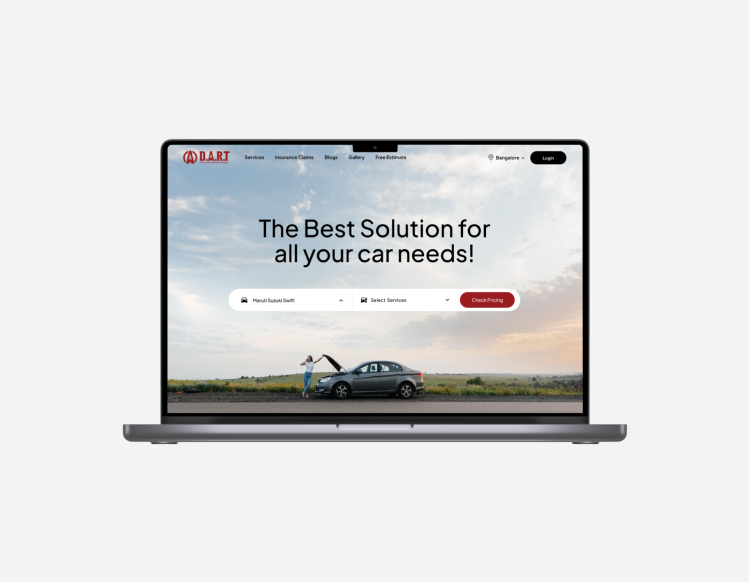 D.A.R.T
Services Insurance Claims Blogs Gallery Free Estimate
Bangalore
Login
The Best Solution for
all your car needs!
Maruti Suzuki Swift
Select Services
Check Pricing